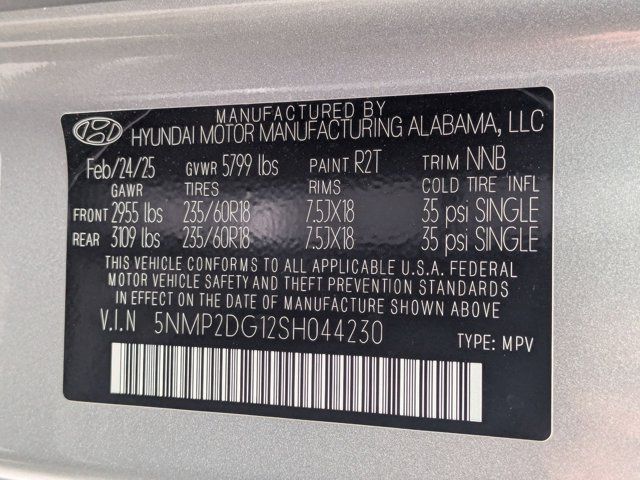 MANUFACTURED BY
HYUNDAI MOTOR MANUFACTURING ALABAMA, LLC
Feb/24/25 GVWR 5799 lbs PAINT R2T TRIM NNB
GAWR TIRES RIMS COLD TIRE INFL
FRONT 2955 lbs 235/60R18 7.5JX18 35 psi SINGLE
REAR 3109 lbs 235/60R18 7.5JX18 35 psi SINGLE
THIS VEHICLE CONFORMS TO ALL APPLICABLE U.S.A. FEDERAL
MOTOR VEHICLE SAFETY AND THEFT PREVENTION STANDARDS
IN EFFECT ON THE DATE OF MANUFACTURE SHOWN ABOVE
V.I.N 5NMP2DG12SH044230 TYPE: MPV